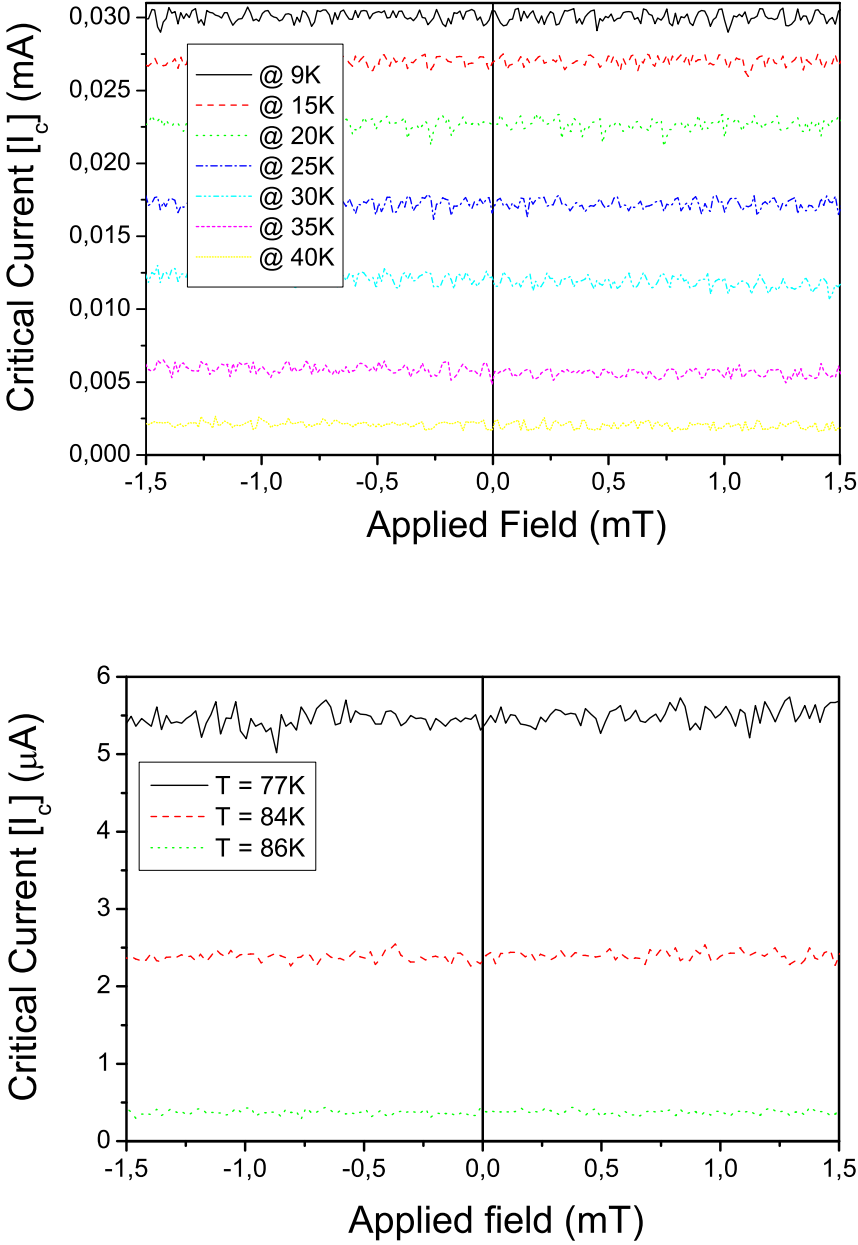 Critical Current [Ic] (mA)
0,030
0,025
0,020
0,015
0,010
0,005
0,000
@ 9K
@ 15K
@ 20K
@ 25K
@ 30K
@ 35K
@ 40K
-1,5 -1,0 -0,5 0,0 0,5 1,0 1,5
Applied Field (mT)
Critical Current [Ic] (μA)
6
5
4
3
2
1
0
T = 77K
T = 84K
T = 86K
-1,5 -1,0 -0,5 0,0 0,5 1,0 1,5
Applied field (mT)